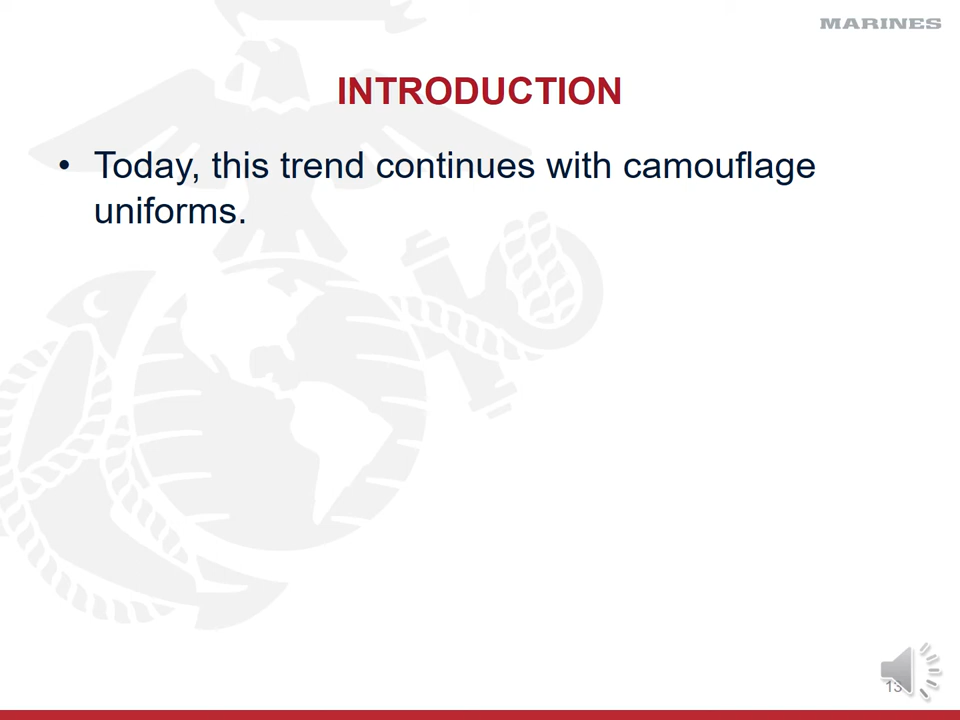 MARINES
INTRODUCTION
• Today, this trend continues with camouflage
uniforms.